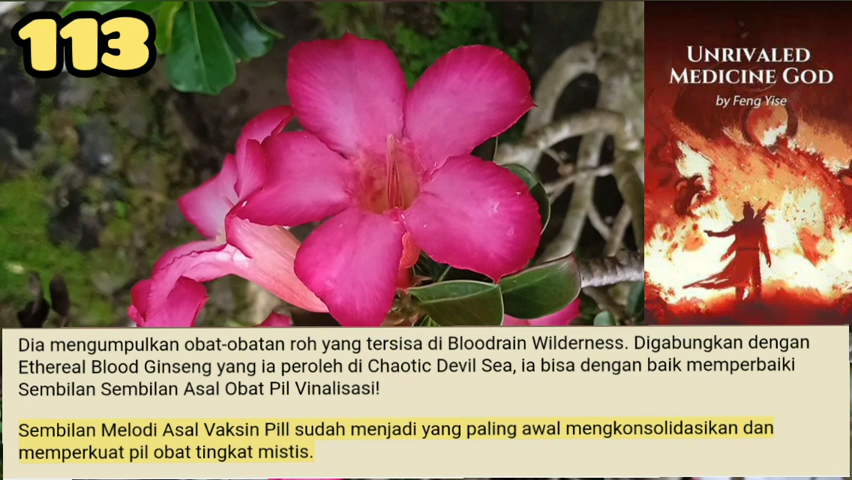 113
UNRIVALED
MEDICINE GOD
by Feng Yise
Dia mengumpulkan obat-obatan roh yang tersisa di Bloodrain Wilderness. Digabungkan dengan
Ethereal Blood Ginseng yang ia peroleh di Chaotic Devil Sea, ia bisa dengan baik memperbaiki
Sembilan Sembilan Asal Obat Pil Vinalisasi!
Sembilan Melodi Asal Vaksin Pill sudah menjadi yang paling awal mengkonsolidasikan dan
memperkuat pil obat tingkat mistis.